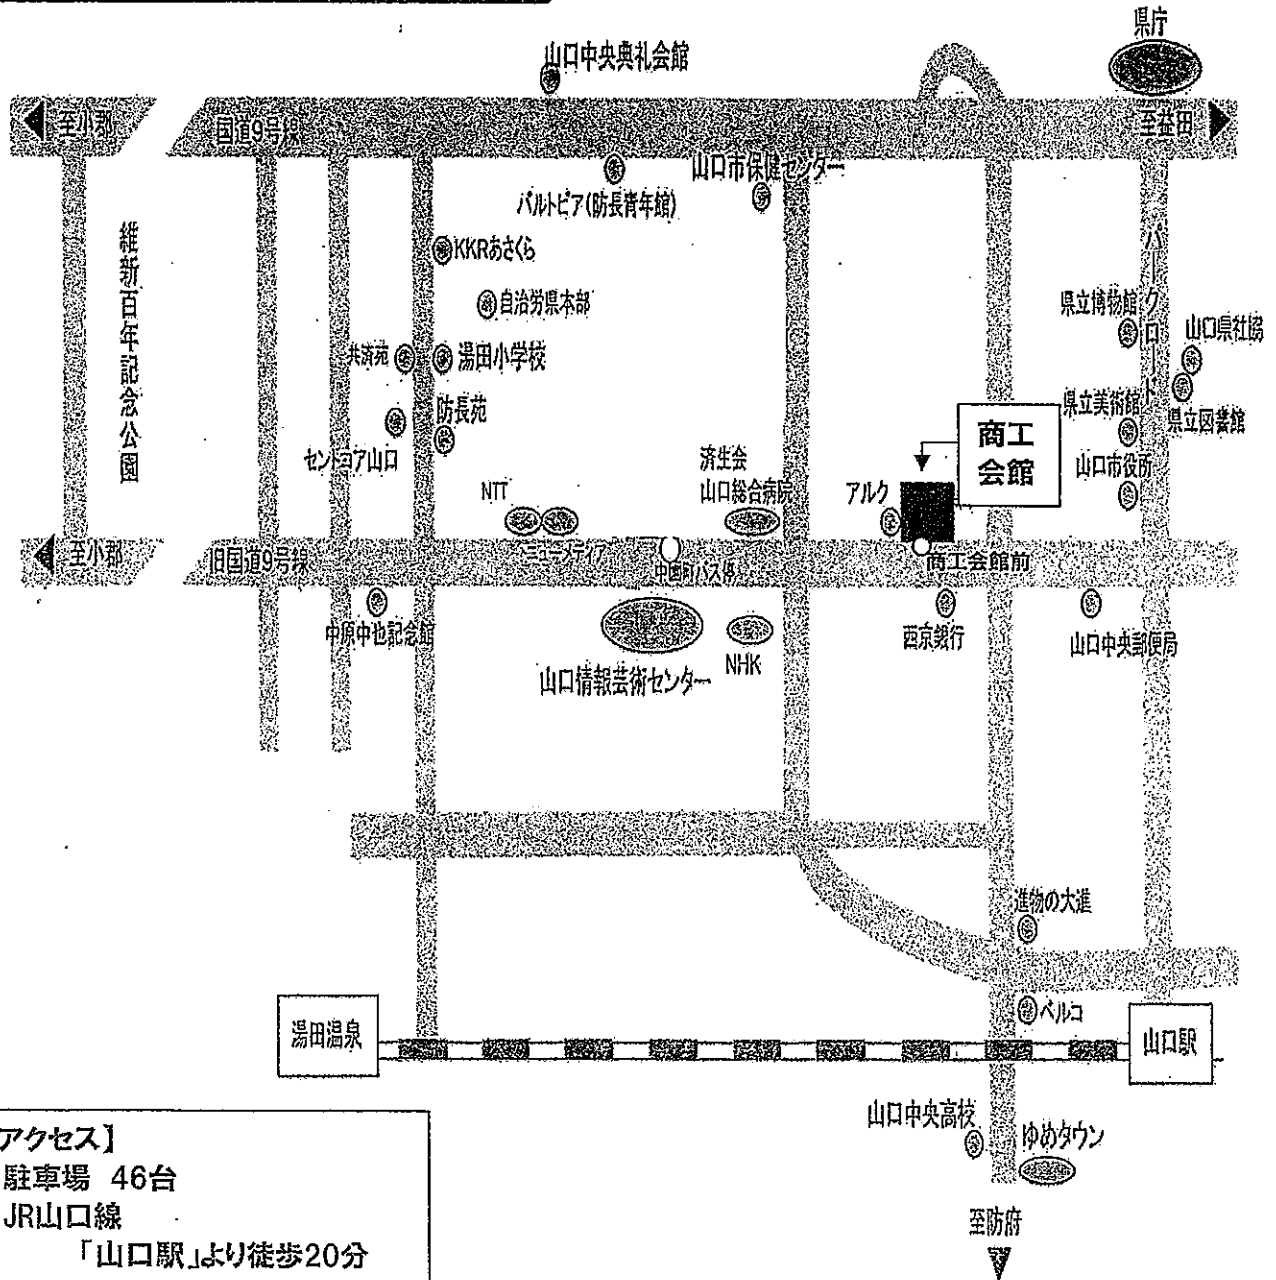 県庁
山口中央典礼会館
至小郡
国道9号線
至益田
山口市保健センター
パルトピア(防長青年館)
パークロード
維新百年記念公園
KKRあさくら
自治労県本部
県立博物館
山口県社協
共済苑
湯田小学校
防長苑
県立美術館
県立図書館
商工
会館
セントコア山口
済生会
山口総合病院
山口市役所
NTT
アルク
至小郡
旧国道9号線
ニューメディア
中園町バス停
商工会館前
中原中也記念館
西京銀行
山口中央郵便局
山口情報芸術センター
NHK
進物の大進
ベルコ
湯田温泉
山口駅
山口中央高校
ゆめタウン
至防府
アクセス】
駐車場 46台
JR山口線
「山口駅」より徒歩20分